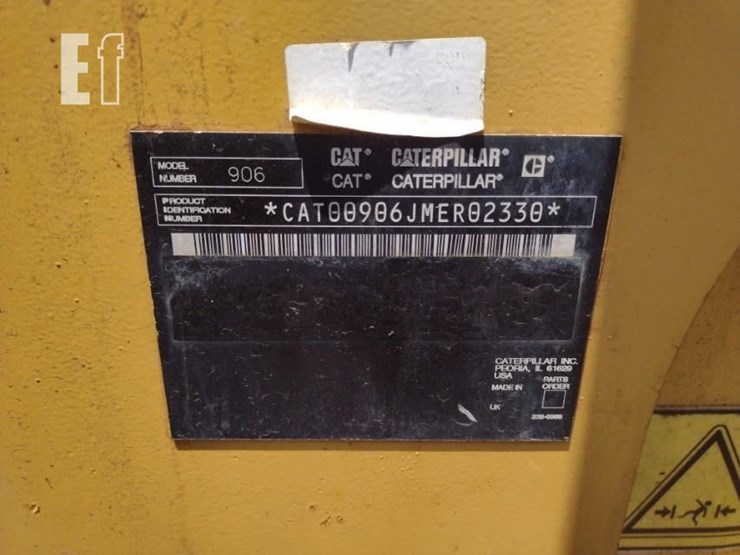 Ef
MODEL
NUMBER 906
CAT® CATERPILLAR®
CAT® CATERPILLAR®
PRODUCT
IDENTIFICATION
NUMBER
*CAT00906JMER02330*
CATERPILLAR INC.
PEORIA, IL 61629
USA
MADE IN
PARTS
ORDER
UK